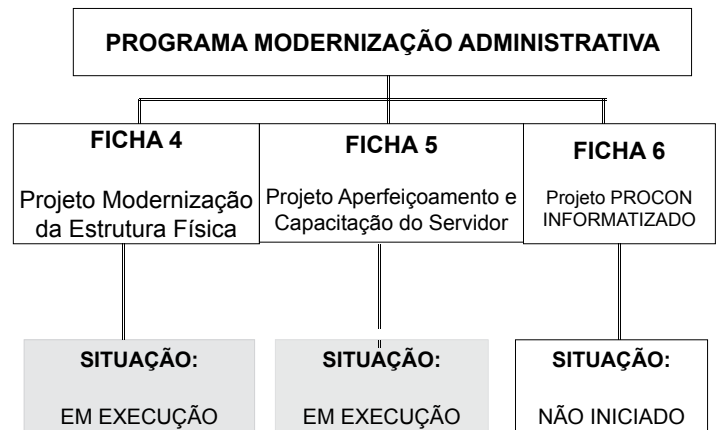 PROGRAMA MODERNIZAÇÃO ADMINISTRATIVA
FICHA 4
Projeto Modernização
da Estrutura Física
FICHA 5
Projeto Aperfeiçoamento e
Capacitação do Servidor
FICHA 6
Projeto PROCON
INFORMATIZADO
SITUAÇÃO:
EM EXECUÇÃO
SITUAÇÃO:
EM EXECUÇÃO
SITUAÇÃO:
NÃO INICIADO